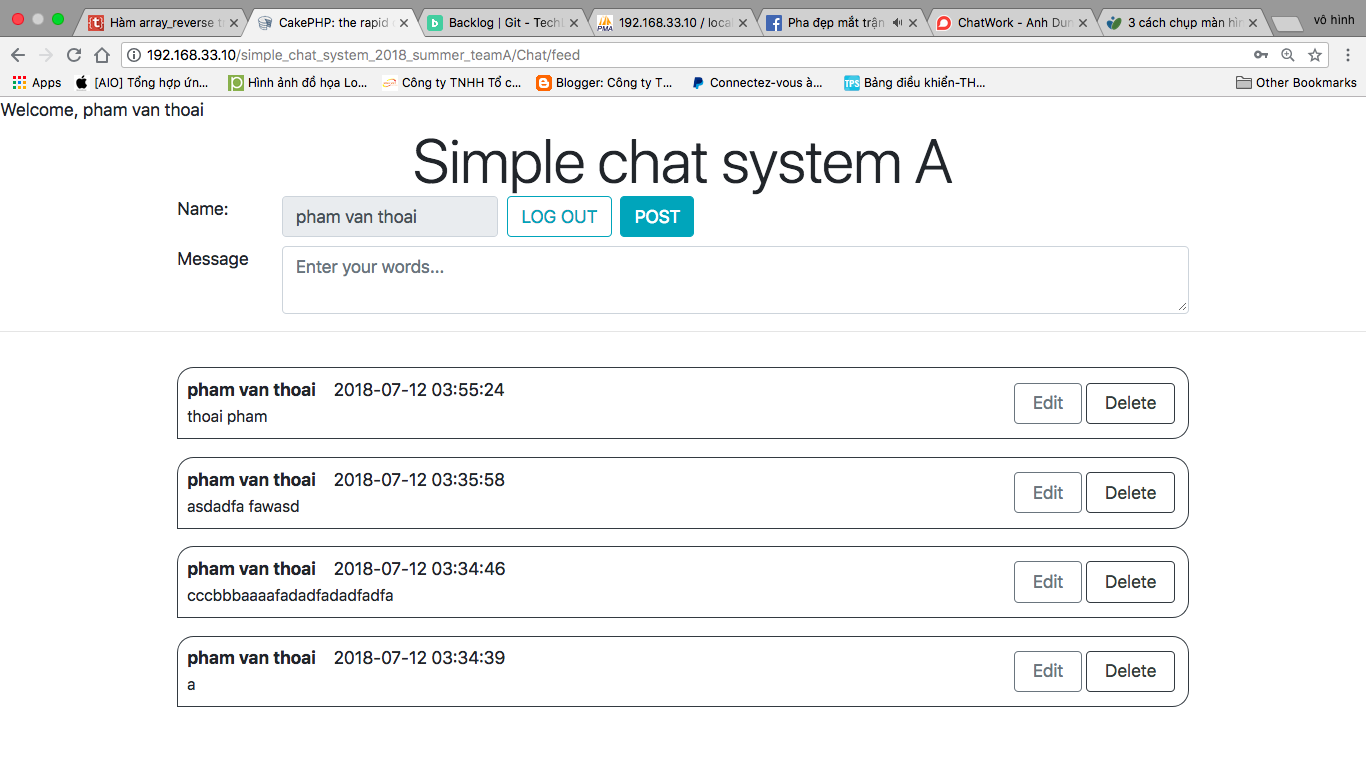 Hàm array_reverse t
CakePHP: the rapid
Backlog | Git - Tech
192.168.33.10 / loca
Pha đẹp mắt trận
ChatWork - Anh Dun
3 cách chụp màn hìn
vô hình
192.168.33.10/simple_chat_system_2018_summer_teamA/Chat/feed
Apps
[AIO] Tổng hợp ứn...
Hình ảnh đồ họa Lo...
Công ty TNHH Tổ c...
Blogger: Công ty T...
Connectez-vous à...
TPS
Bảng điều khiển-TH...
Other Bookmarks
Welcome, pham van thoai
Simple chat system A
Name:
pham van thoai
LOG OUT
POST
Message
Enter your words...
pham van thoai 2018-07-12 03:55:24
thoai pham
Edit
Delete
pham van thoai 2018-07-12 03:35:58
asdadfa fawasd
Edit
Delete
pham van thoai 2018-07-12 03:34:46
cccbbbaaaafadadfadadfadfa
Edit
Delete
pham van thoai 2018-07-12 03:34:39
a
Edit
Delete